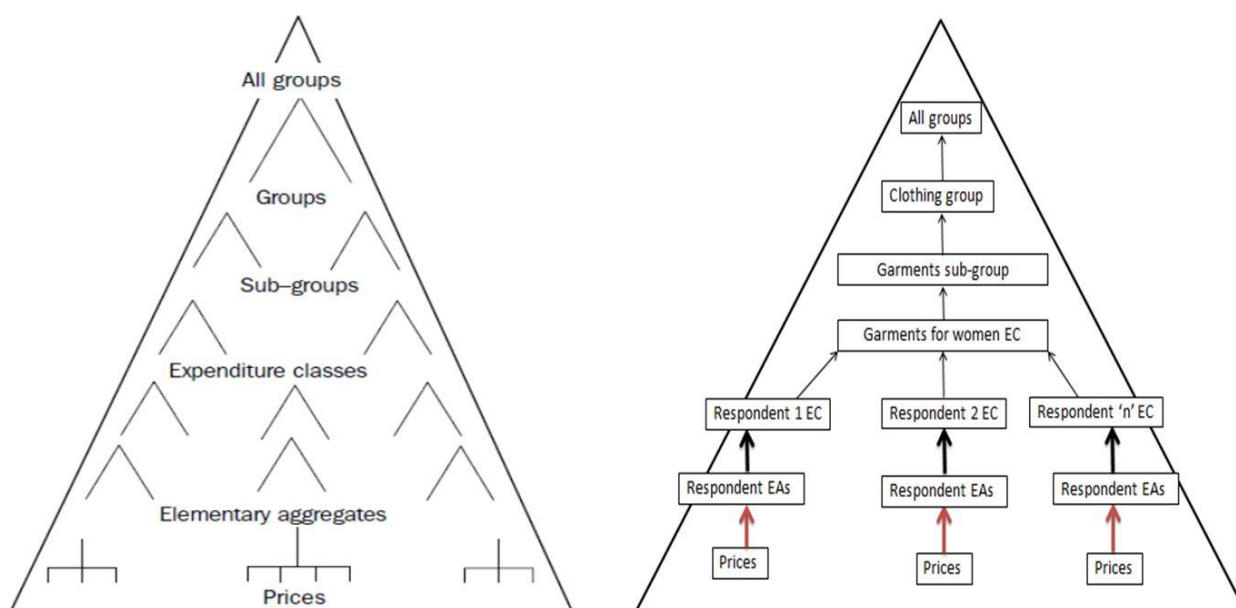 All groups
Groups
Sub–groups
Expenditure classes
Elementary aggregates
Prices
All groups
Clothing group
Garments sub-group
Garments for women EC
Respondent 1 EC
Respondent 2 EC
Respondent ‘n’ EC
Respondent EAs
Respondent EAs
Respondent EAs
Prices
Prices
Prices